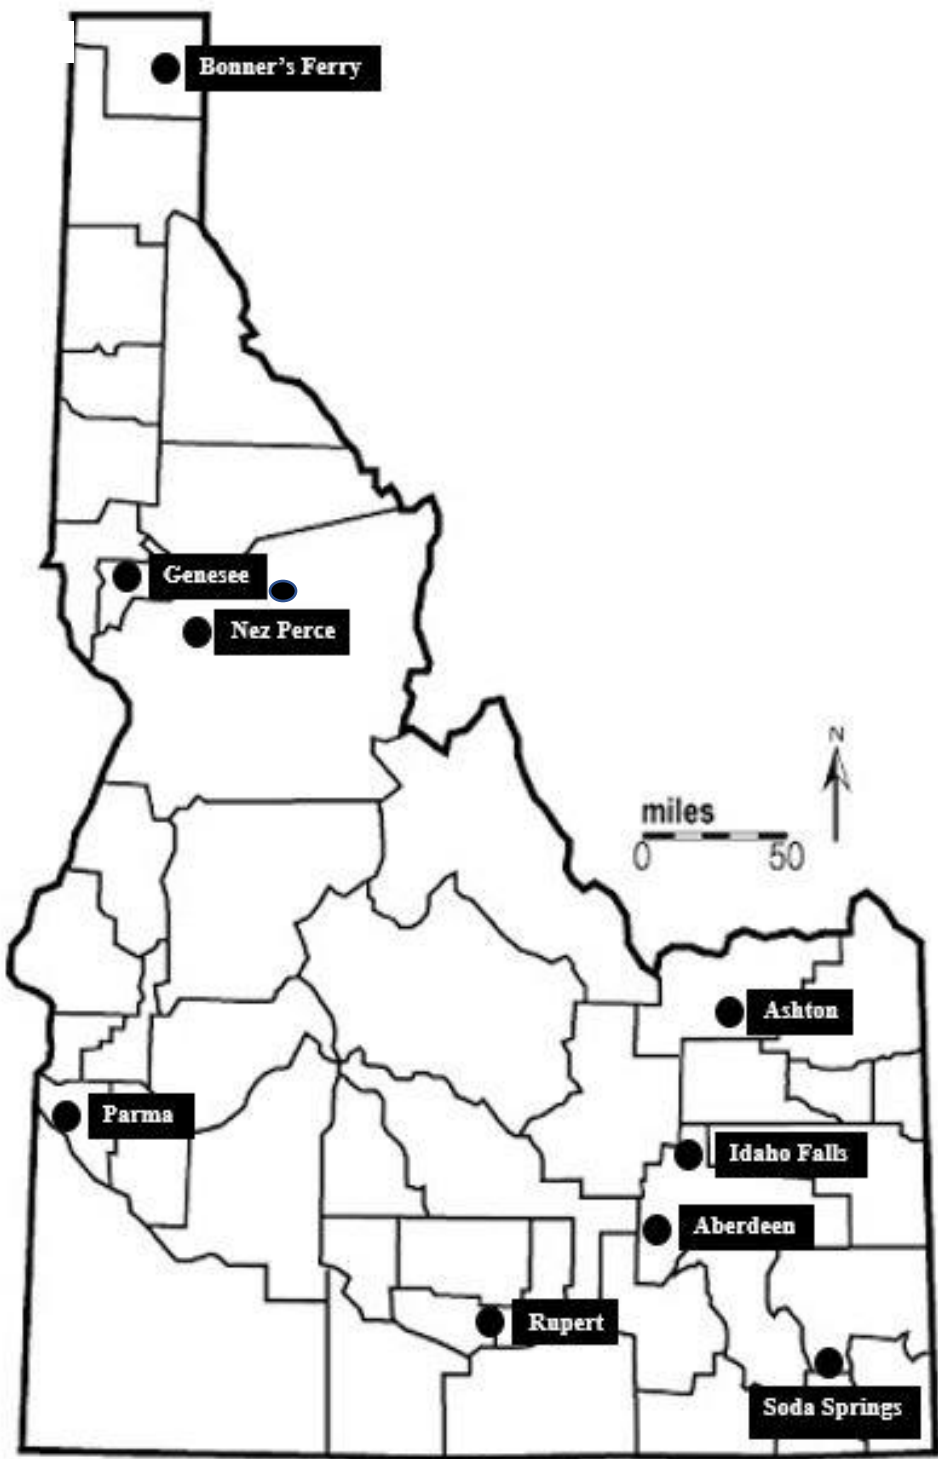 Bonner’s Ferry
Genesee
Nez Perce
N
miles
0 50
Ashton
Parma
Idaho Falls
Aberdeen
Rupert
Soda Springs